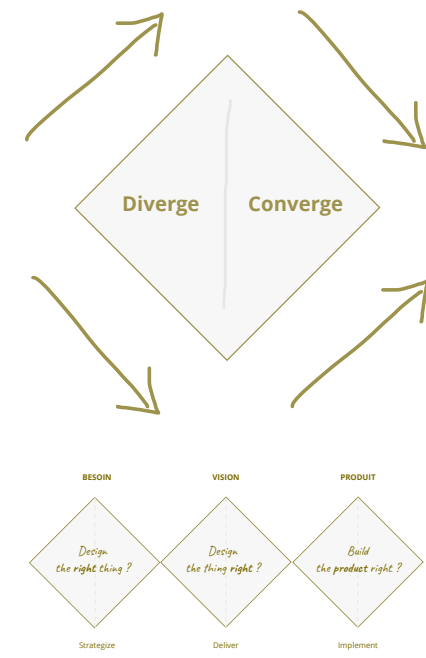 Diverge Converge
BESOIN VISION PRODUIT
Design Design Build
the right thing ? the thing right ? the product right ?
Strategize Deliver Implement